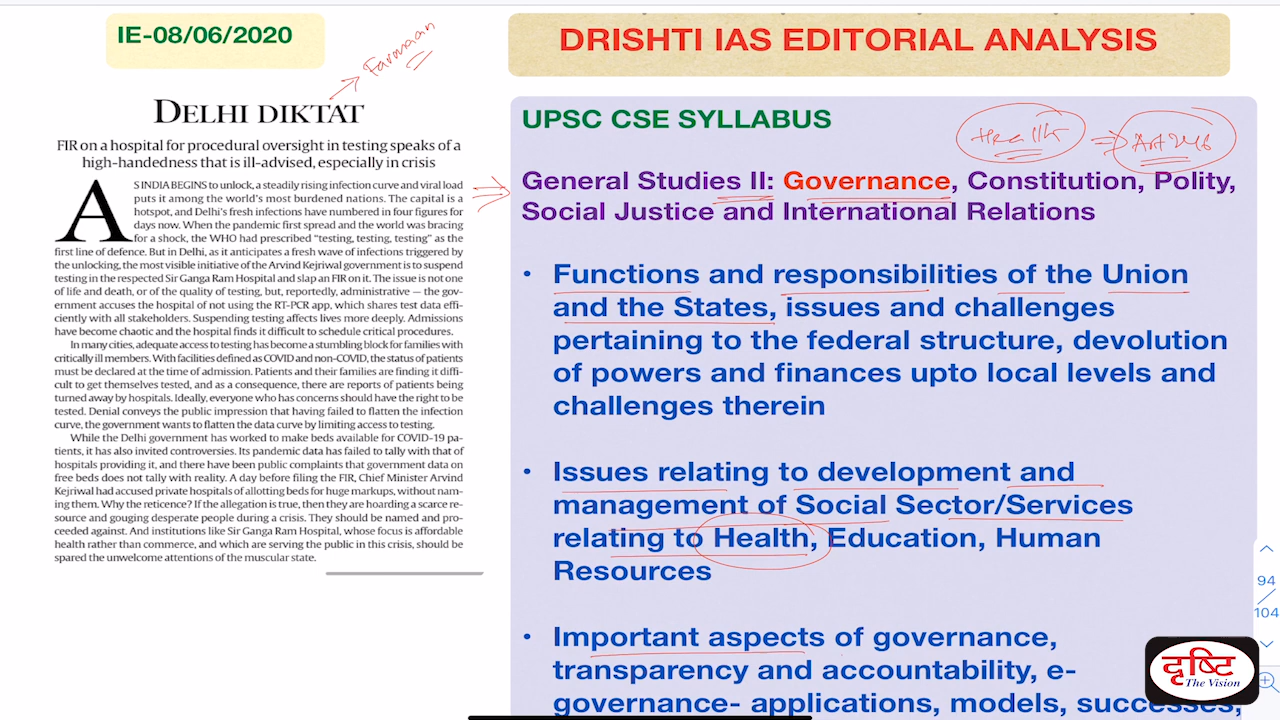 IE-08/06/2020
Farmaan
DELHI DIKTAT
FIR on a hospital for procedural oversight in testing speaks of a
high-handedness that is ill-advised, especially in crisis
AS INDIA BEGINS to unlock, a steadily rising infection curve and viral load
puts it among the world's most burdened nations. The capital is a
hotspot, and Delhi's fresh infections have numbered in four figures for
days now. When the pandemic first spread and the world was bracing
for a shock, the WHO had prescribed "testing, testing, testing" as the
first line of defence. But in Delhi, as it anticipates a fresh wave of infections triggered by
the unlocking, the most visible initiative of the Arvind Kejriwal government is to suspend
testing in the respected Sir Ganga Ram Hospital and slap an FIR on it. The issue is not one
of life and death, or of the quality of testing, but, reportedly, administrative — the gov-
ernment accuses the hospital of not using the RT-PCR app, which shares test data effi-
ciently with all stakeholders. Suspending testing affects lives more deeply. Admissions
have become chaotic and the hospital finds it difficult to schedule critical procedures.
In many cities, adequate access to testing has become a stumbling block for families with
critically ill members. With facilities defined as COVID and non-COVID, the status of patients
must be declared at the time of admission. Patients and their families are finding it diffi-
cult to get themselves tested, and as a consequence, there are reports of patients being
turned away by hospitals. Ideally, everyone who has concerns should have the right to be
tested. Denial conveys the public impression that having failed to flatten the infection
curve, the government wants to flatten the data curve by limiting access to testing.
While the Delhi government has worked to make beds available for COVID-19 pa-
tients, it has also invited controversies. Its pandemic data has failed to tally with that of
hospitals providing it, and there have been public complaints that government data on
free beds does not tally with reality. A day before filing the FIR, Chief Minister Arvind
Kejriwal had accused private hospitals of allotting beds for huge markups, without nam-
ing them. Why the reticence? If the allegation is true, then they are hoarding a scarce re-
source and gouging desperate people during a crisis. They should be named and pro-
ceeded against. And institutions like Sir Ganga Ram Hospital, whose focus is affordable
health rather than commerce, and which are serving the public in this crisis, should be
spared the unwelcome attentions of the muscular state.
DRISHTI IAS EDITORIAL ANALYSIS
UPSC CSE SYLLABUS
Health ⇒ Art 246
General Studies II: Governance, Constitution, Polity,
Social Justice and International Relations
• Functions and responsibilities of the Union
and the States, issues and challenges
pertaining to the federal structure, devolution
of powers and finances upto local levels and
challenges therein
• Issues relating to development and
management of Social Sector/Services
relating to Health, Education, Human
Resources
• Important aspects of governance,
transparency and accountability, e-
governance- applications, models, successes,
94
104
दृष्टि
The Vision